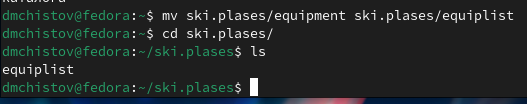 dmchistov@fedora:~$ mv ski.plases/equipment ski.plases/equiplist
dmchistov@fedora:~$ cd ski.plases/
dmchistov@fedora:~/ski.plases$ ls
equiplist
dmchistov@fedora:~/ski.plases$